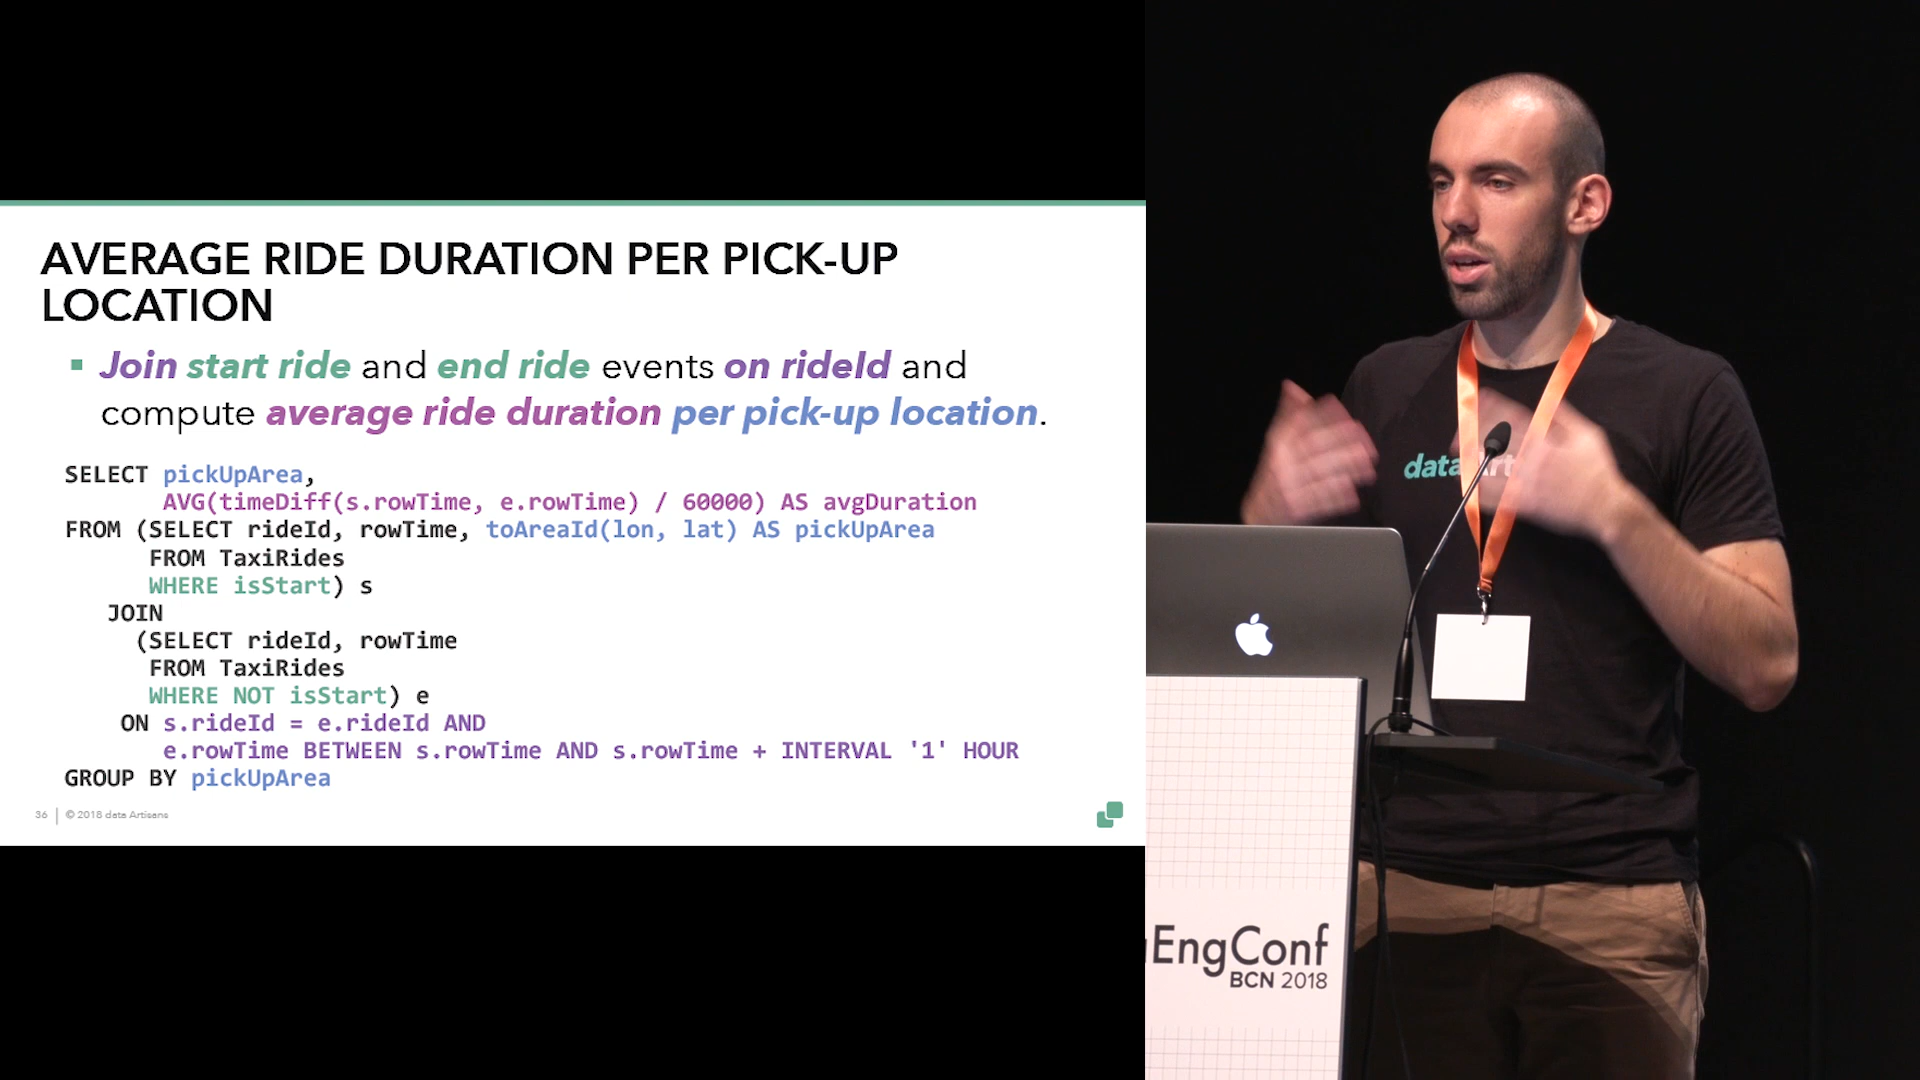 AVERAGE RIDE DURATION PER PICK-UP
LOCATION
▪ Join start ride and end ride events on rideId and
compute average ride duration per pick-up location.
SELECT pickUpArea,
AVG(timeDiff(s.rowTime, e.rowTime) / 60000) AS avgDuration
FROM (SELECT rideId, rowTime, toAreaId(lon, lat) AS pickUpArea
FROM TaxiRides
WHERE isStart) s
JOIN
(SELECT rideId, rowTime
FROM TaxiRides
WHERE NOT isStart) e
ON s.rideId = e.rideId AND
e.rowTime BETWEEN s.rowTime AND s.rowTime + INTERVAL '1' HOUR
GROUP BY pickUpArea
36 © 2018 data Artisans
data
EngConf
BCN 2018